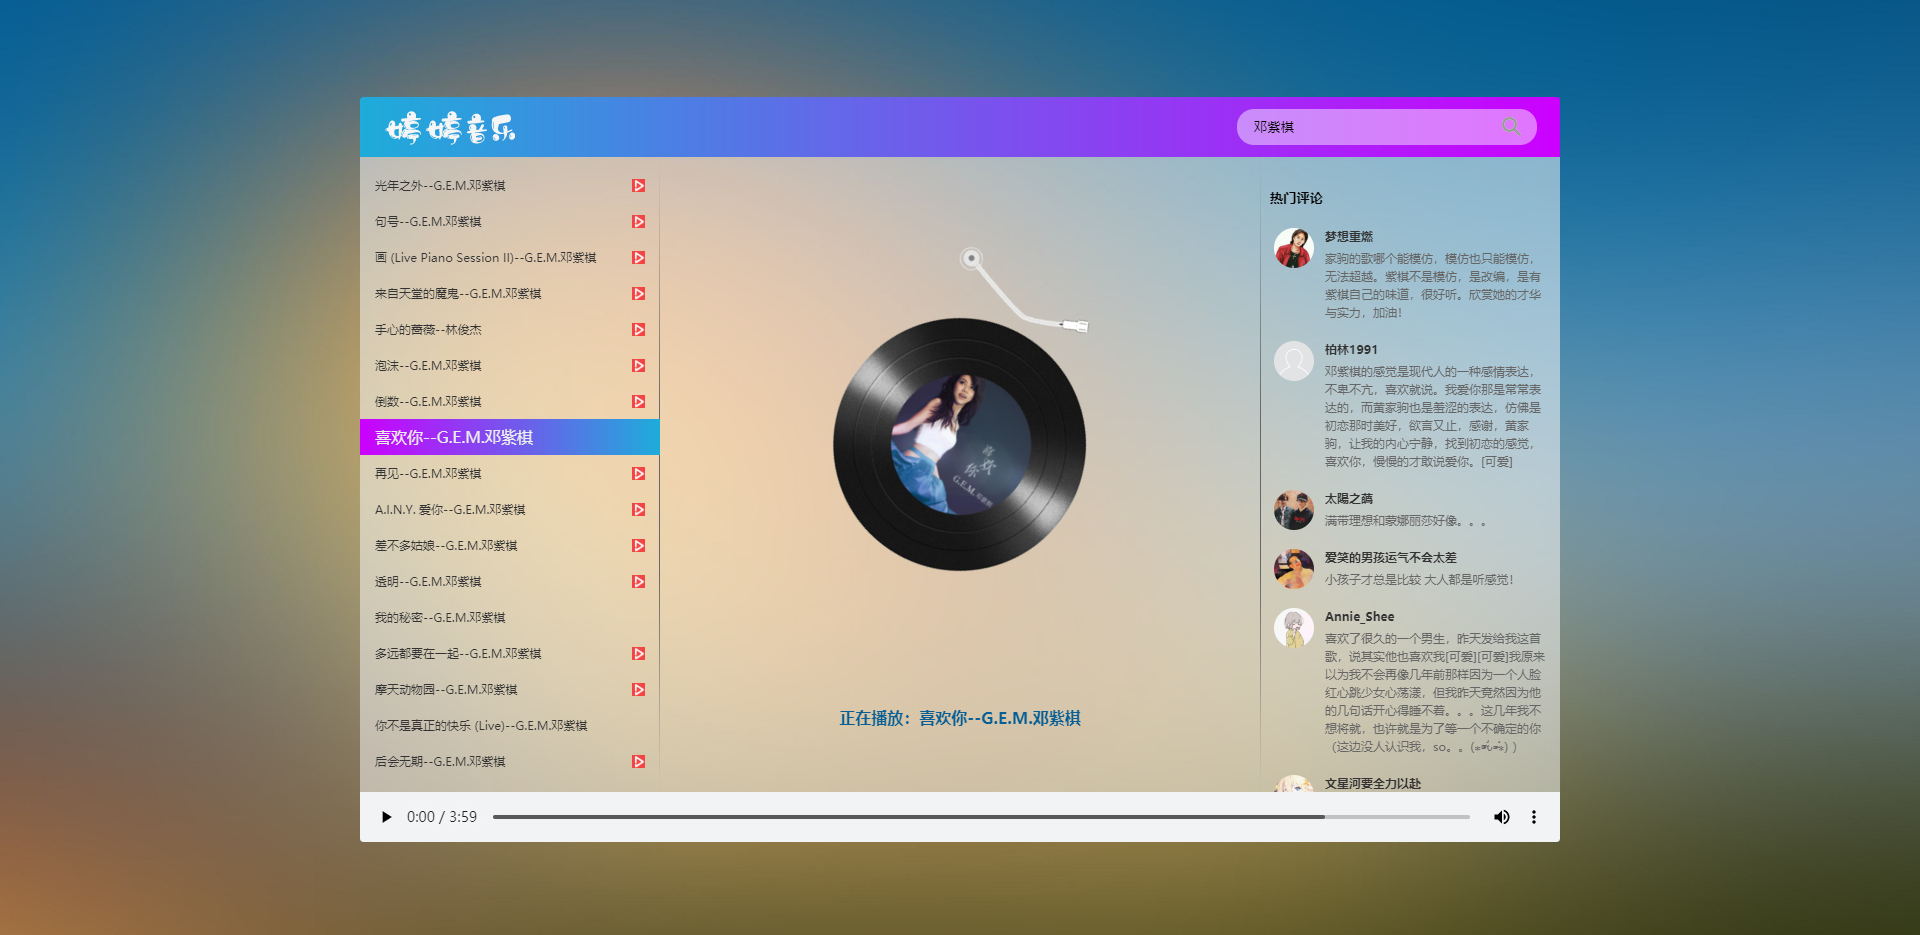 婷婷音乐
邓紫棋
光年之外--G.E.M.邓紫棋
句号--G.E.M.邓紫棋
画 (Live Piano Session II)--G.E.M.邓紫棋
来自天堂的魔鬼--G.E.M.邓紫棋
手心的蔷薇--林俊杰
泡沫--G.E.M.邓紫棋
倒数--G.E.M.邓紫棋
喜欢你--G.E.M.邓紫棋
再见--G.E.M.邓紫棋
A.I.N.Y. 爱你--G.E.M.邓紫棋
差不多姑娘--G.E.M.邓紫棋
透明--G.E.M.邓紫棋
我的秘密--G.E.M.邓紫棋
多远都要在一起--G.E.M.邓紫棋
摩天动物园--G.E.M.邓紫棋
你不是真正的快乐 (Live)--G.E.M.邓紫棋
后会无期--G.E.M.邓紫棋
G.E.M.
正在播放：喜欢你--G.E.M.邓紫棋
热门评论
梦想重燃
家驹的歌哪个能模仿，模仿也只能模仿，
无法超越。紫棋不是模仿，是改编，是有
紫棋自己的味道，很好听。欣赏她的才华
与实力，加油！
柏林1991
邓紫棋的感觉是现代人的一种感情表达，
不卑不亢，喜欢就说。我爱你那是常常表
达的，而黄家驹也是羞涩的表达，仿佛是
初恋那时美好，欲言又止，感谢，黄家
驹，让我的内心宁静，找到初恋的感觉，
喜欢你，慢慢的才敢说爱你。[可爱]
太陽之
满带理想和蒙娜丽莎好像。。。
爱笑的男孩运气不会太差
小孩子才总是比较 大人都是听感觉！
Annie_Shee
喜欢了很久的一个男生，昨天发给我这首
歌，说其实他也喜欢我[可爱][可爱]我原来
以为我不会再像几年前那样因为一个人脸
红心跳少女心荡漾，但我昨天竟然因为他
的几句话开心得睡不着。。。这几年我不
想将就，也许就是为了等一个不确定的你
（这边没人认识我，so。。
文星河要全力以赴
0:00 / 3:59